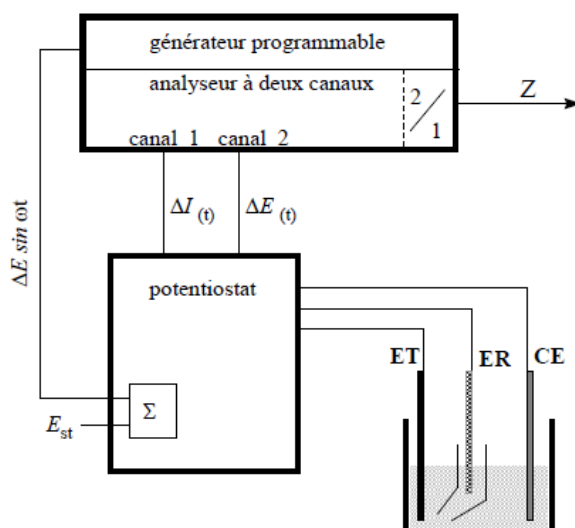 générateur programmable
analyseur à deux canaux
2
/
1
Z
canal 1 canal 2
ΔE sin ωt
ΔI (t)
ΔE (t)
potentiostat
ET
ER
CE
Σ
E st